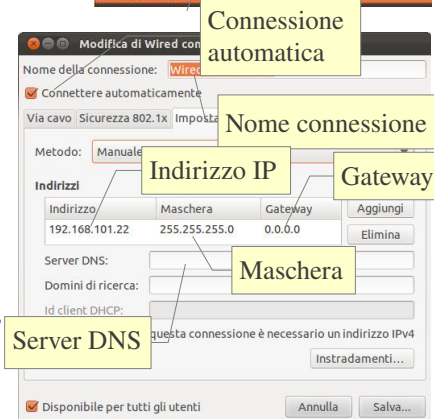 Connessione
automatica
Modifica di Wired con
Nome della connessione: Wired
Connettere automaticamente
Via cavo Sicurezza 802.1x Imposta
Nome connessione
Metodo: Manuale
Indirizzo IP
Gateway
Indirizzi
Indirizzo Maschera Gateway Aggiungi
192.168.101.22 255.255.255.0 0.0.0.0 Elimina
Server DNS:
Maschera
Domini di ricerca:
Id client DHCP:
Server DNS
questa connessione è necessario un indirizzo IPv4
Instradamenti...
Disponibile per tutti gli utenti Annulla Salva...